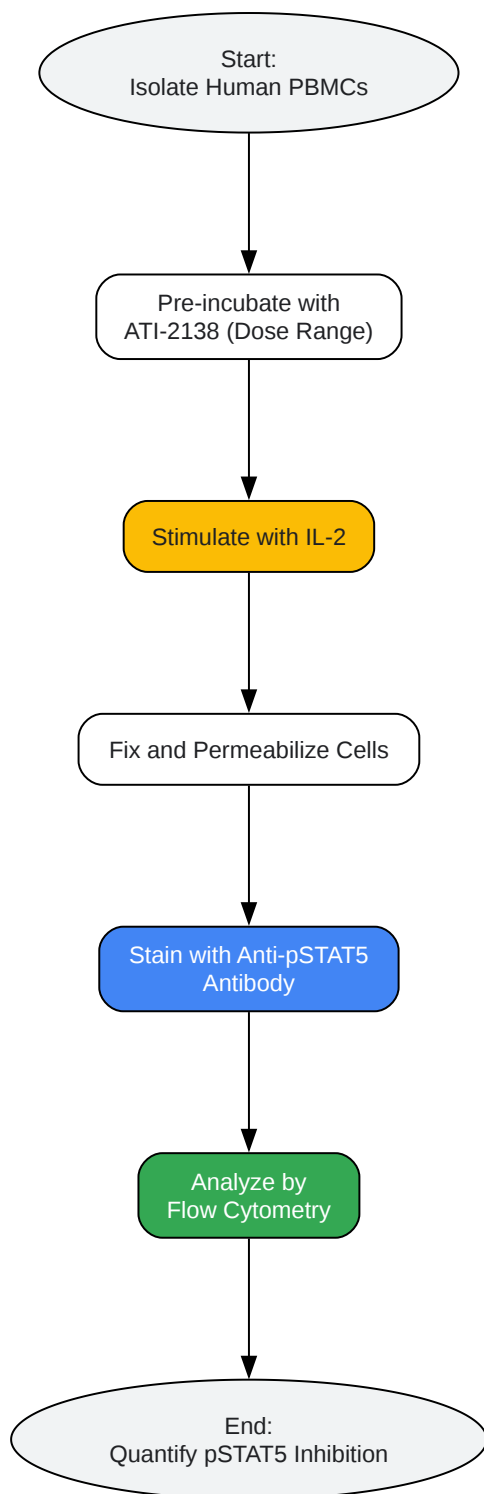 Start:
Isolate Human PBMCs
Pre-incubate with
ATI-2138 (Dose Range)
Stimulate with IL-2
Fix and Permeabilize Cells
Stain with Anti-pSTAT5
Antibody
Analyze by
Flow Cytometry
End:
Quantify pSTAT5 Inhibition